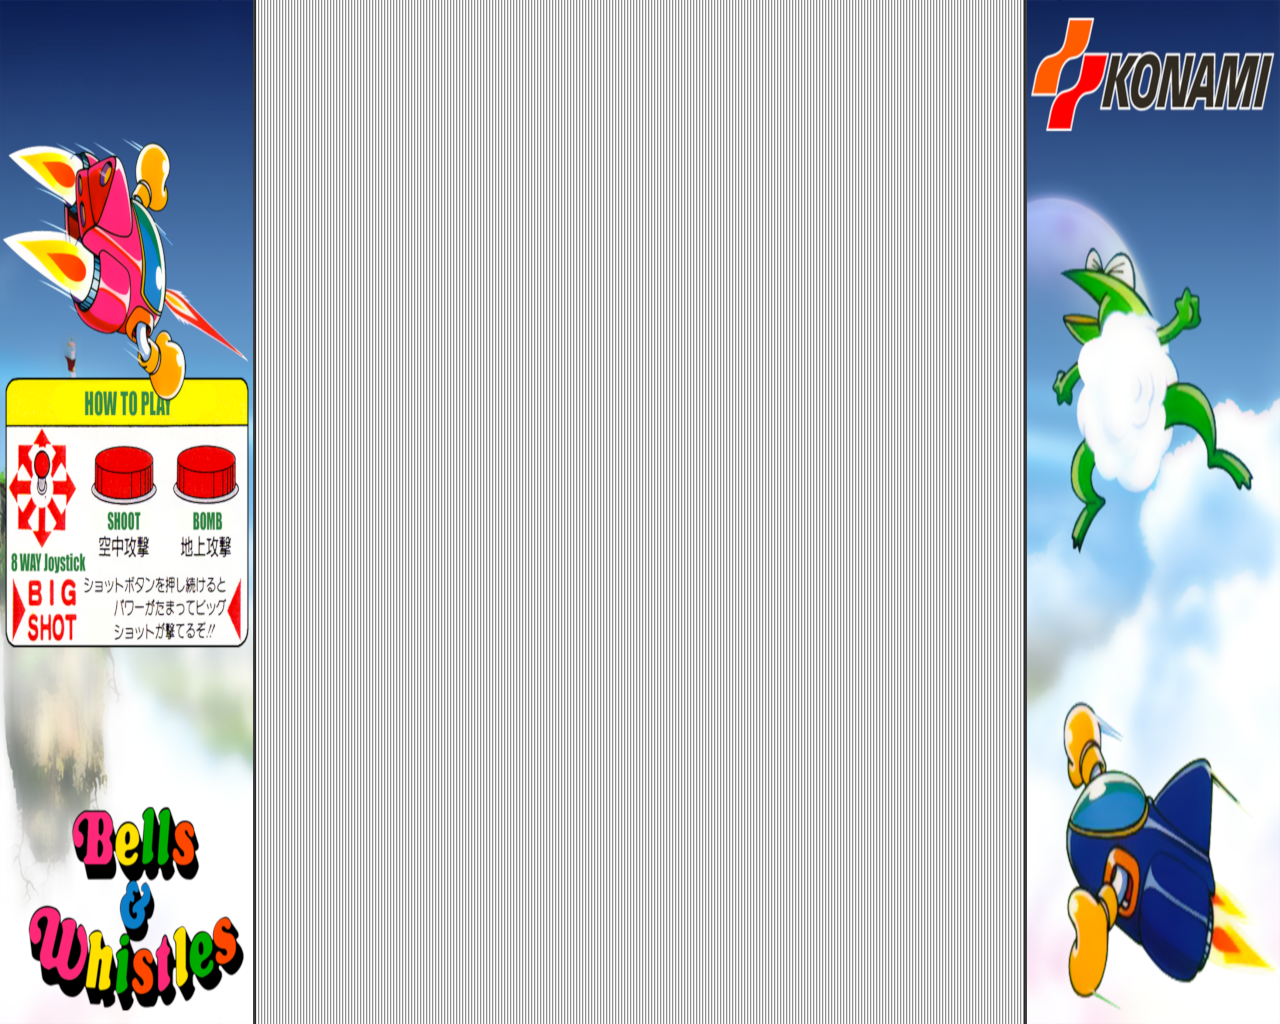 KONAMI
HOW TO PLAY
SHOOT
BOMB
空中攻撃
地上攻撃
8 WAY Joystick
BIG
SHOT
ショットボタンを押し続けると
パワーがたまってビッグ
ショットが撃てるぞ!!
Bells
&
Whistles